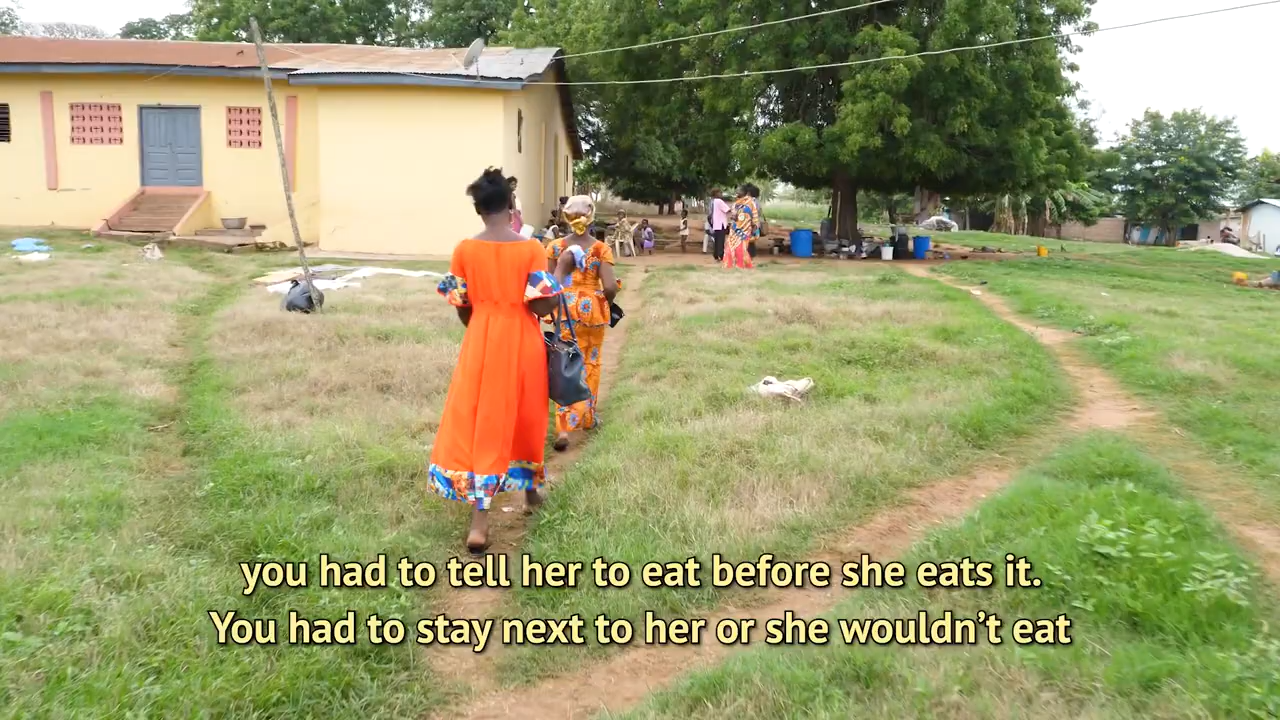 you had to tell her to eat before she eats it.
You had to stay next to her or she wouldn't eat